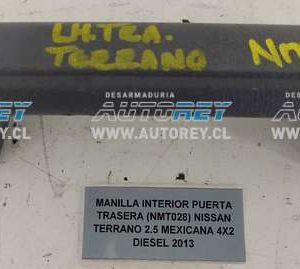 LH.TRA.
TERRANO
DESARMADURIA
AUTOREY
WWW.AUTOREY.CL
MANILLA INTERIOR PUERTA
TRASERA (NMT028) NISSAN
TERRANO 2.5 MEXICANA 4X2
DIESEL 2013